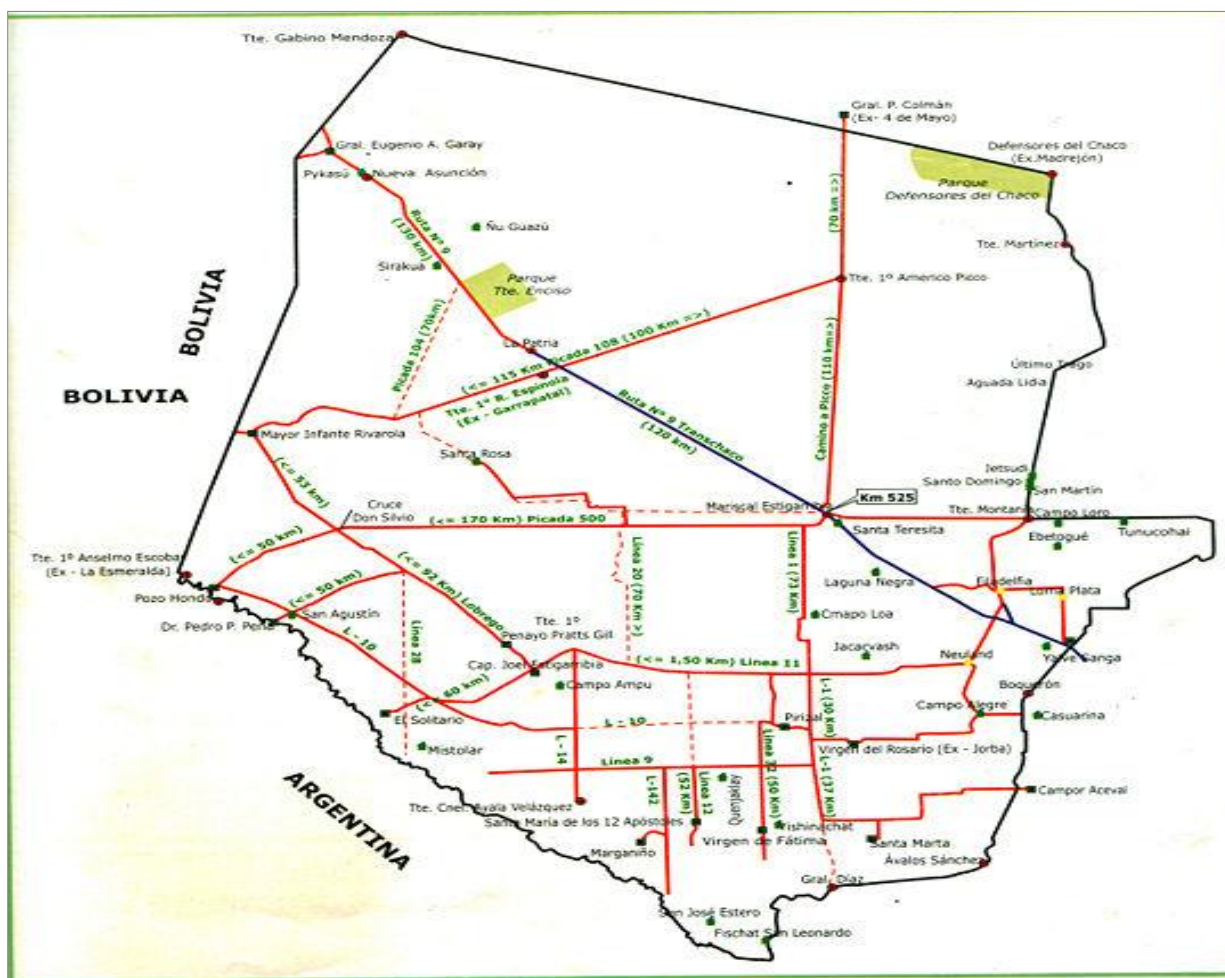 Tte. Gabino Mendoza
Gral. P. Colmán
(Ex- 4 de Mayo)
Gral. Eugenio A. Garay
Defensores del Chaco
(Ex.Madrejón)
Pykasú
Nueva Asunción
Parque
Defensores del Chaco
(70 km =>)
Ruta Nº 9
(130 km)
Ñu Guazú
Tte. Martínez
Sirakua
Parque
Tte. Enciso
Tte. 1º Americo Picco
BOLIVIA
BOLIVIA
Picada 104 (70km)
La Patria
(<= 115 Km Picada 108 (100 Km =>)
Tte. 1º R. Espinola
(Ex - Garrapatal)
Ruta Nº 9 Transchaco
(120 km)
Camino a Picco (110 km=>)
Último Trago
Aguada Lidia
Mayor Infante Rivarola
Santa Rosa
(<= 53 km)
Jetsudi
Santo Domingo
San Martín
Mariscal Estigarribia
Km 525
Cruce
Don Silvio
(<= 170 Km) Picada 500
Tte. Montania
Campo Loro
Santa Teresita
Ebetogué
Tunucohai
Tte. 1º Anselmo Escobar
(Ex - La Esmeralda)
(<= 50 km)
(<= 92 Km) Lobrego
Línea 20 (70 Km >)
Línea 1 (73 Km)
Laguna Negra
Filadelfia
Loma Plata
Pozo Hondo
(<= 50 km)
Dr. Pedro P. Peña
San Agustín
Cmapo Loa
L - 10
Línea 28
Tte. 1º
Penayo Pratts Gill
Jacarvash
Neuland
Yalve Sanga
Cap. Joel Estigarribia
(<= 1,50 Km) Línea 11
Campo Ampu
Boquerón
(<= 60 km)
L-1 (30 Km)
Campo Alegre
Casuarina
El Solitario
L - 10
Pirizal
Mistolar
Virgen del Rosario (Ex - Jorba)
L - 14
Línea 9
Línea 32 (50 Km)
L-1 (37 Km)
ARGENTINA
L-142
Línea 12
(52 Km)
Campor Aceval
Tte. Cnel. Ayala Velázquez
Santa María de los 12 Apóstoles
Yishinachat
Marganiño
Virgen de Fátima
Santa Marta
Ávalos Sánchez
Gral. Díaz
San José Estero
Fischat San Leonardo